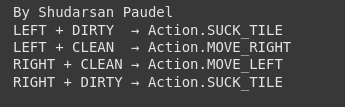 By Shudarsan Paudel
LEFT + DIRTY  → Action.SUCK_TILE
LEFT + CLEAN  → Action.MOVE_RIGHT
RIGHT + CLEAN → Action.MOVE_LEFT
RIGHT + DIRTY → Action.SUCK_TILE